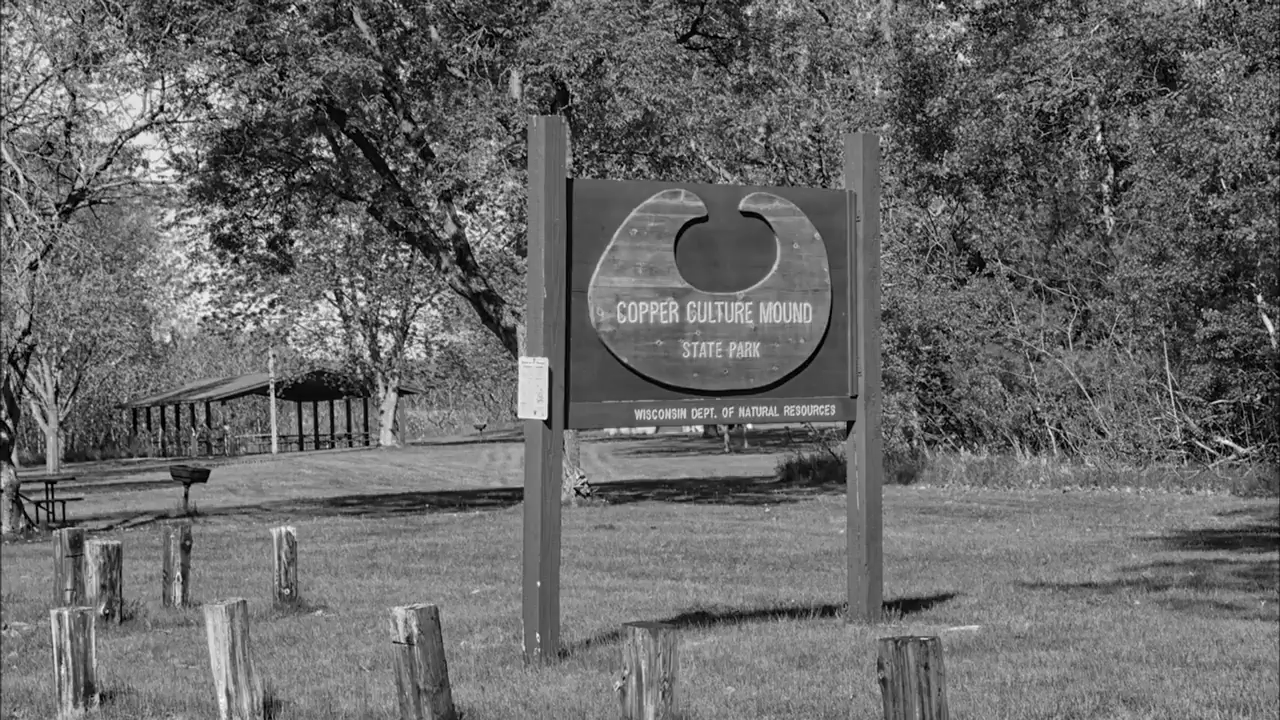 COPPER CULTURE MOUND
STATE PARK
WISCONSIN DEPT. OF NATURAL RESOURCES